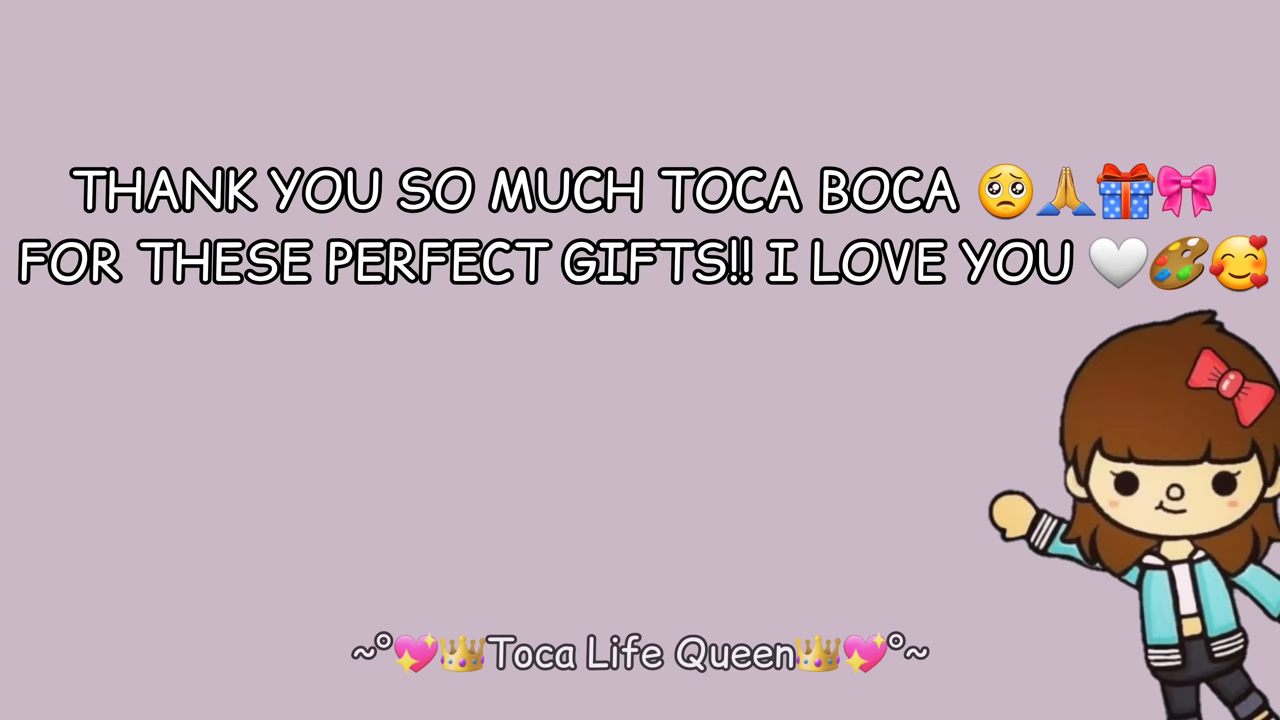 THANK YOU SO MUCH TOCA BOCA 🥺🙏🎁🎀
FOR THESE PERFECT GIFTS!! I LOVE YOU 🤍🎨🥰
~°💖👑Toca Life Queen👑💖°~